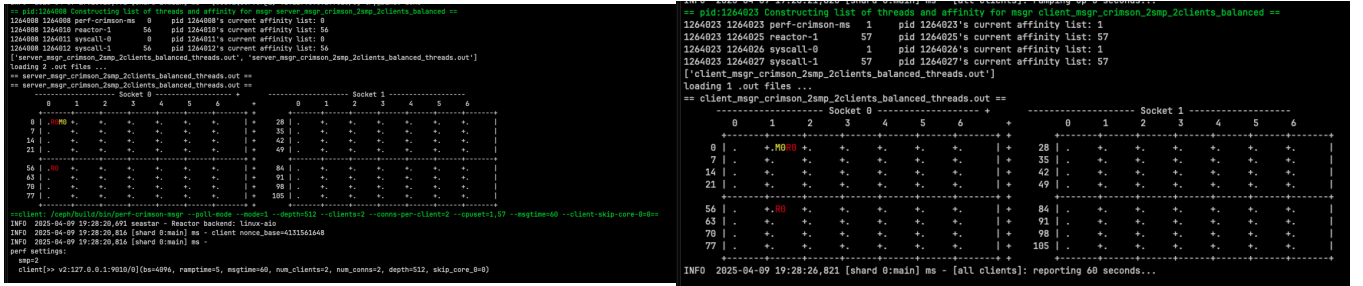 == pid:1264008 Constructing list of threads and affinity for msgr server_msgr_crimson_2smp_2clients_balanced ==
1264008 1264008 perf-crimson-ms   0     pid 1264008's current affinity list: 0
1264008 1264010 reactor-1        56     pid 1264010's current affinity list: 56
1264008 1264011 syscall-0         0     pid 1264011's current affinity list: 0
1264008 1264012 syscall-1        56     pid 1264012's current affinity list: 56
['server_msgr_crimson_2smp_2clients_balanced_threads.out', 'server_msgr_crimson_2smp_2clients_balanced_threads.out']
loading 2 .out files ...
== server_msgr_crimson_2smp_2clients_balanced_threads.out ==
== server_msgr_crimson_2smp_2clients_balanced_threads.out ==
------------------- Socket 0 ------------------ + ------------------- Socket 1 ------------------
0 1 2 3 4 5 6 + 0 1 2 3 4 5 6
+------+------+------+------+------+------+------+ +------+------+------+------+------+------+------+
0 | .R0M0 +. +. +. +. +. +. | + 28 | . +. +. +. +. +. +. |
7 | . +. +. +. +. +. +. | + 35 | . +. +. +. +. +. +. |
14 | . +. +. +. +. +. +. | + 42 | . +. +. +. +. +. +. |
21 | . +. +. +. +. +. +. | + 49 | . +. +. +. +. +. +. |
+------+------+------+------+------+------+------+ +------+------+------+------+------+------+------+
56 | .R0 +. +. +. +. +. +. | + 84 | . +. +. +. +. +. +. |
63 | . +. +. +. +. +. +. | + 91 | . +. +. +. +. +. +. |
70 | . +. +. +. +. +. +. | + 98 | . +. +. +. +. +. +. |
77 | . +. +. +. +. +. +. | + 105 | . +. +. +. +. +. +. |
+------+------+------+------+------+------+------+ +------+------+------+------+------+------+------+
==client: /ceph/build/bin/perf-crimson-msgr --poll-mode --mode=1 --depth=512 --clients=2 --conns-per-client=2 --cpuset=1,57 --msgtime=60 --client-skip-core-0=0==
INFO  2025-04-09 19:28:20,691 seastar - Reactor backend: linux-aio
INFO  2025-04-09 19:28:20,816 [shard 0:main] ms - client nonce_base=4131561648
INFO  2025-04-09 19:28:20,816 [shard 0:main] ms -
perf settings:
smp=2
client[>> v2:127.0.0.1:9010/0](bs=4096, ramptime=5, msgtime=60, num_clients=2, num_conns=2, depth=512, skip_core_0=0)
== pid:1264023 Constructing list of threads and affinity for msgr client_msgr_crimson_2smp_2clients_balanced ==
1264023 1264023 perf-crimson-ms   1     pid 1264023's current affinity list: 1
1264023 1264025 reactor-1        57     pid 1264025's current affinity list: 57
1264023 1264026 syscall-0         1     pid 1264026's current affinity list: 1
1264023 1264027 syscall-1        57     pid 1264027's current affinity list: 57
['client_msgr_crimson_2smp_2clients_balanced_threads.out']
loading 1 .out files ...
== client_msgr_crimson_2smp_2clients_balanced_threads.out ==
------------------- Socket 0 ------------------ + ------------------- Socket 1 ------------------
0 1 2 3 4 5 6 + 0 1 2 3 4 5 6
+------+------+------+------+------+------+------+ +------+------+------+------+------+------+------+
0 | . +.M0R0 +. +. +. +. +. | + 28 | . +. +. +. +. +. +. |
7 | . +. +. +. +. +. +. | + 35 | . +. +. +. +. +. +. |
14 | . +. +. +. +. +. +. | + 42 | . +. +. +. +. +. +. |
21 | . +. +. +. +. +. +. | + 49 | . +. +. +. +. +. +. |
+------+------+------+------+------+------+------+ +------+------+------+------+------+------+------+
56 | . +.R0 +. +. +. +. +. | + 84 | . +. +. +. +. +. +. |
63 | . +. +. +. +. +. +. | + 91 | . +. +. +. +. +. +. |
70 | . +. +. +. +. +. +. | + 98 | . +. +. +. +. +. +. |
77 | . +. +. +. +. +. +. | + 105 | . +. +. +. +. +. +. |
+------+------+------+------+------+------+------+ +------+------+------+------+------+------+------+
INFO  2025-04-09 19:28:26,821 [shard 0:main] ms - [all clients]: reporting 60 seconds...